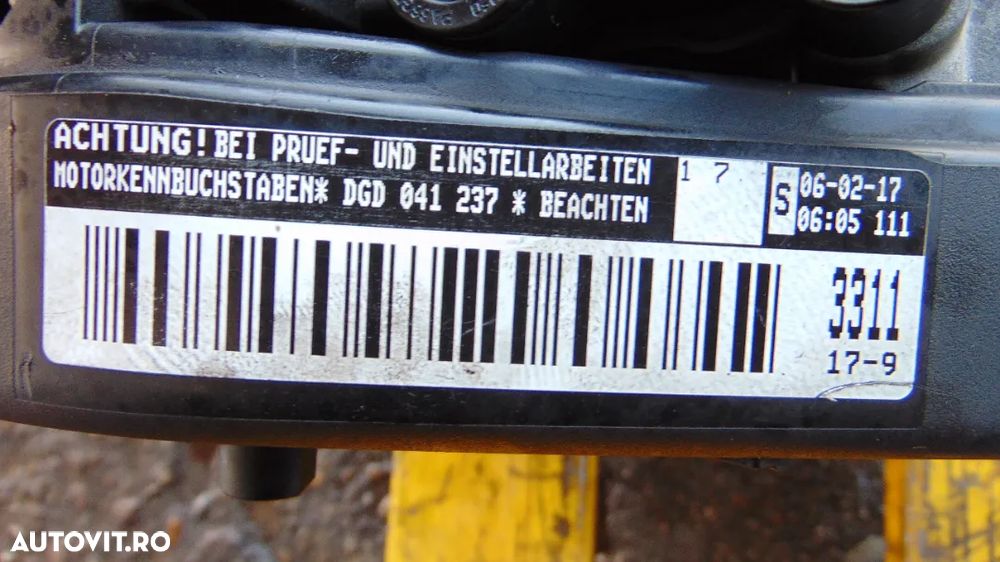 ACHTUNG! BEI PRUEF- UND EINSTELLARBEITEN
MOTORKENNBUCHSTABEN* DGD 041 237 * BEACHTEN
1 7
S
06-02-17
06:05 111
3311
17-9
AUTOVIT.RO